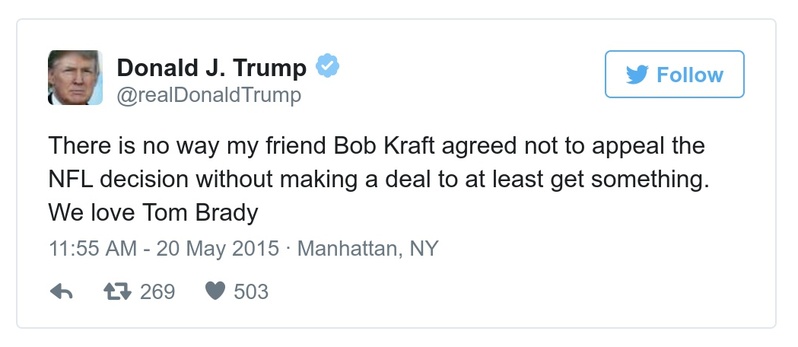 Donald J. Trump
@realDonaldTrump
Follow
There is no way my friend Bob Kraft agreed not to appeal the
NFL decision without making a deal to at least get something.
We love Tom Brady
11:55 AM - 20 May 2015 · Manhattan, NY
269 503